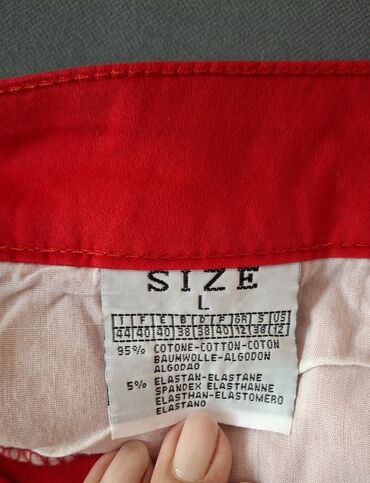 SIZE
L
I F E B D F GR S US
44 40 40 38 38 40 12 38 12
95% COTONE-COTTON-COTON
BAUMWOLLE-ALGODON
ALGODAO
5% ELASTAN-ELASTANE
SPANDEX ELASTHANNE
ELASTHAN-ELASTOMERO
ELASTANO